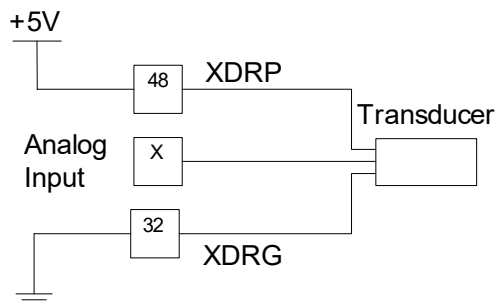 +5V
48
XDRP
Transducer
Analog
Input
X
32
XDRG